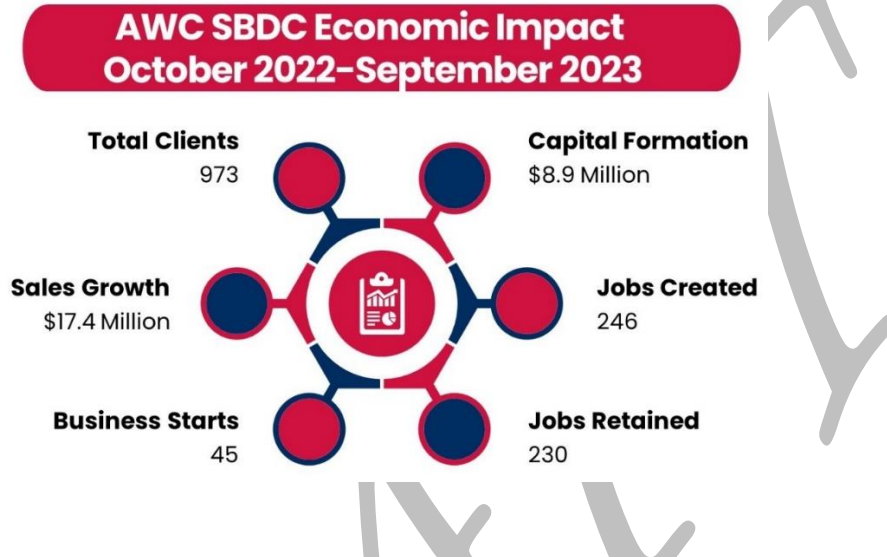 AWC SBDC Economic Impact
October 2022–September 2023
Total Clients
973
Capital Formation
$8.9 Million
Sales Growth
$17.4 Million
Jobs Created
246
Business Starts
45
Jobs Retained
230